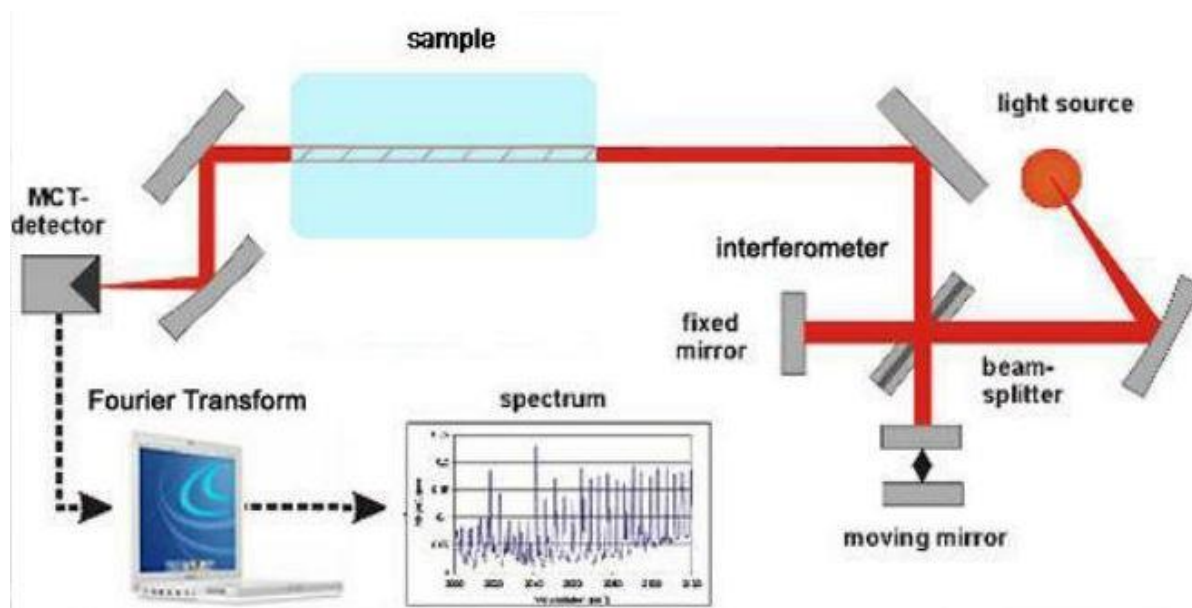 sample
light source
MCT-
detector
interferometer
fixed
mirror
beam-
splitter
Fourier Transform
spectrum
moving mirror